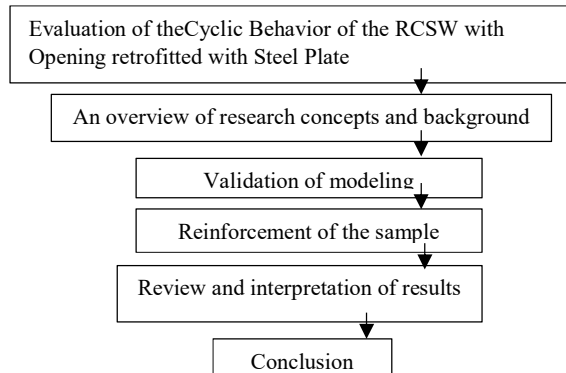 Evaluation of theCyclic Behavior of the RCSW with
Opening retrofitted with Steel Plate
An overview of research concepts and background
Validation of modeling
Reinforcement of the sample
Review and interpretation of results
Conclusion